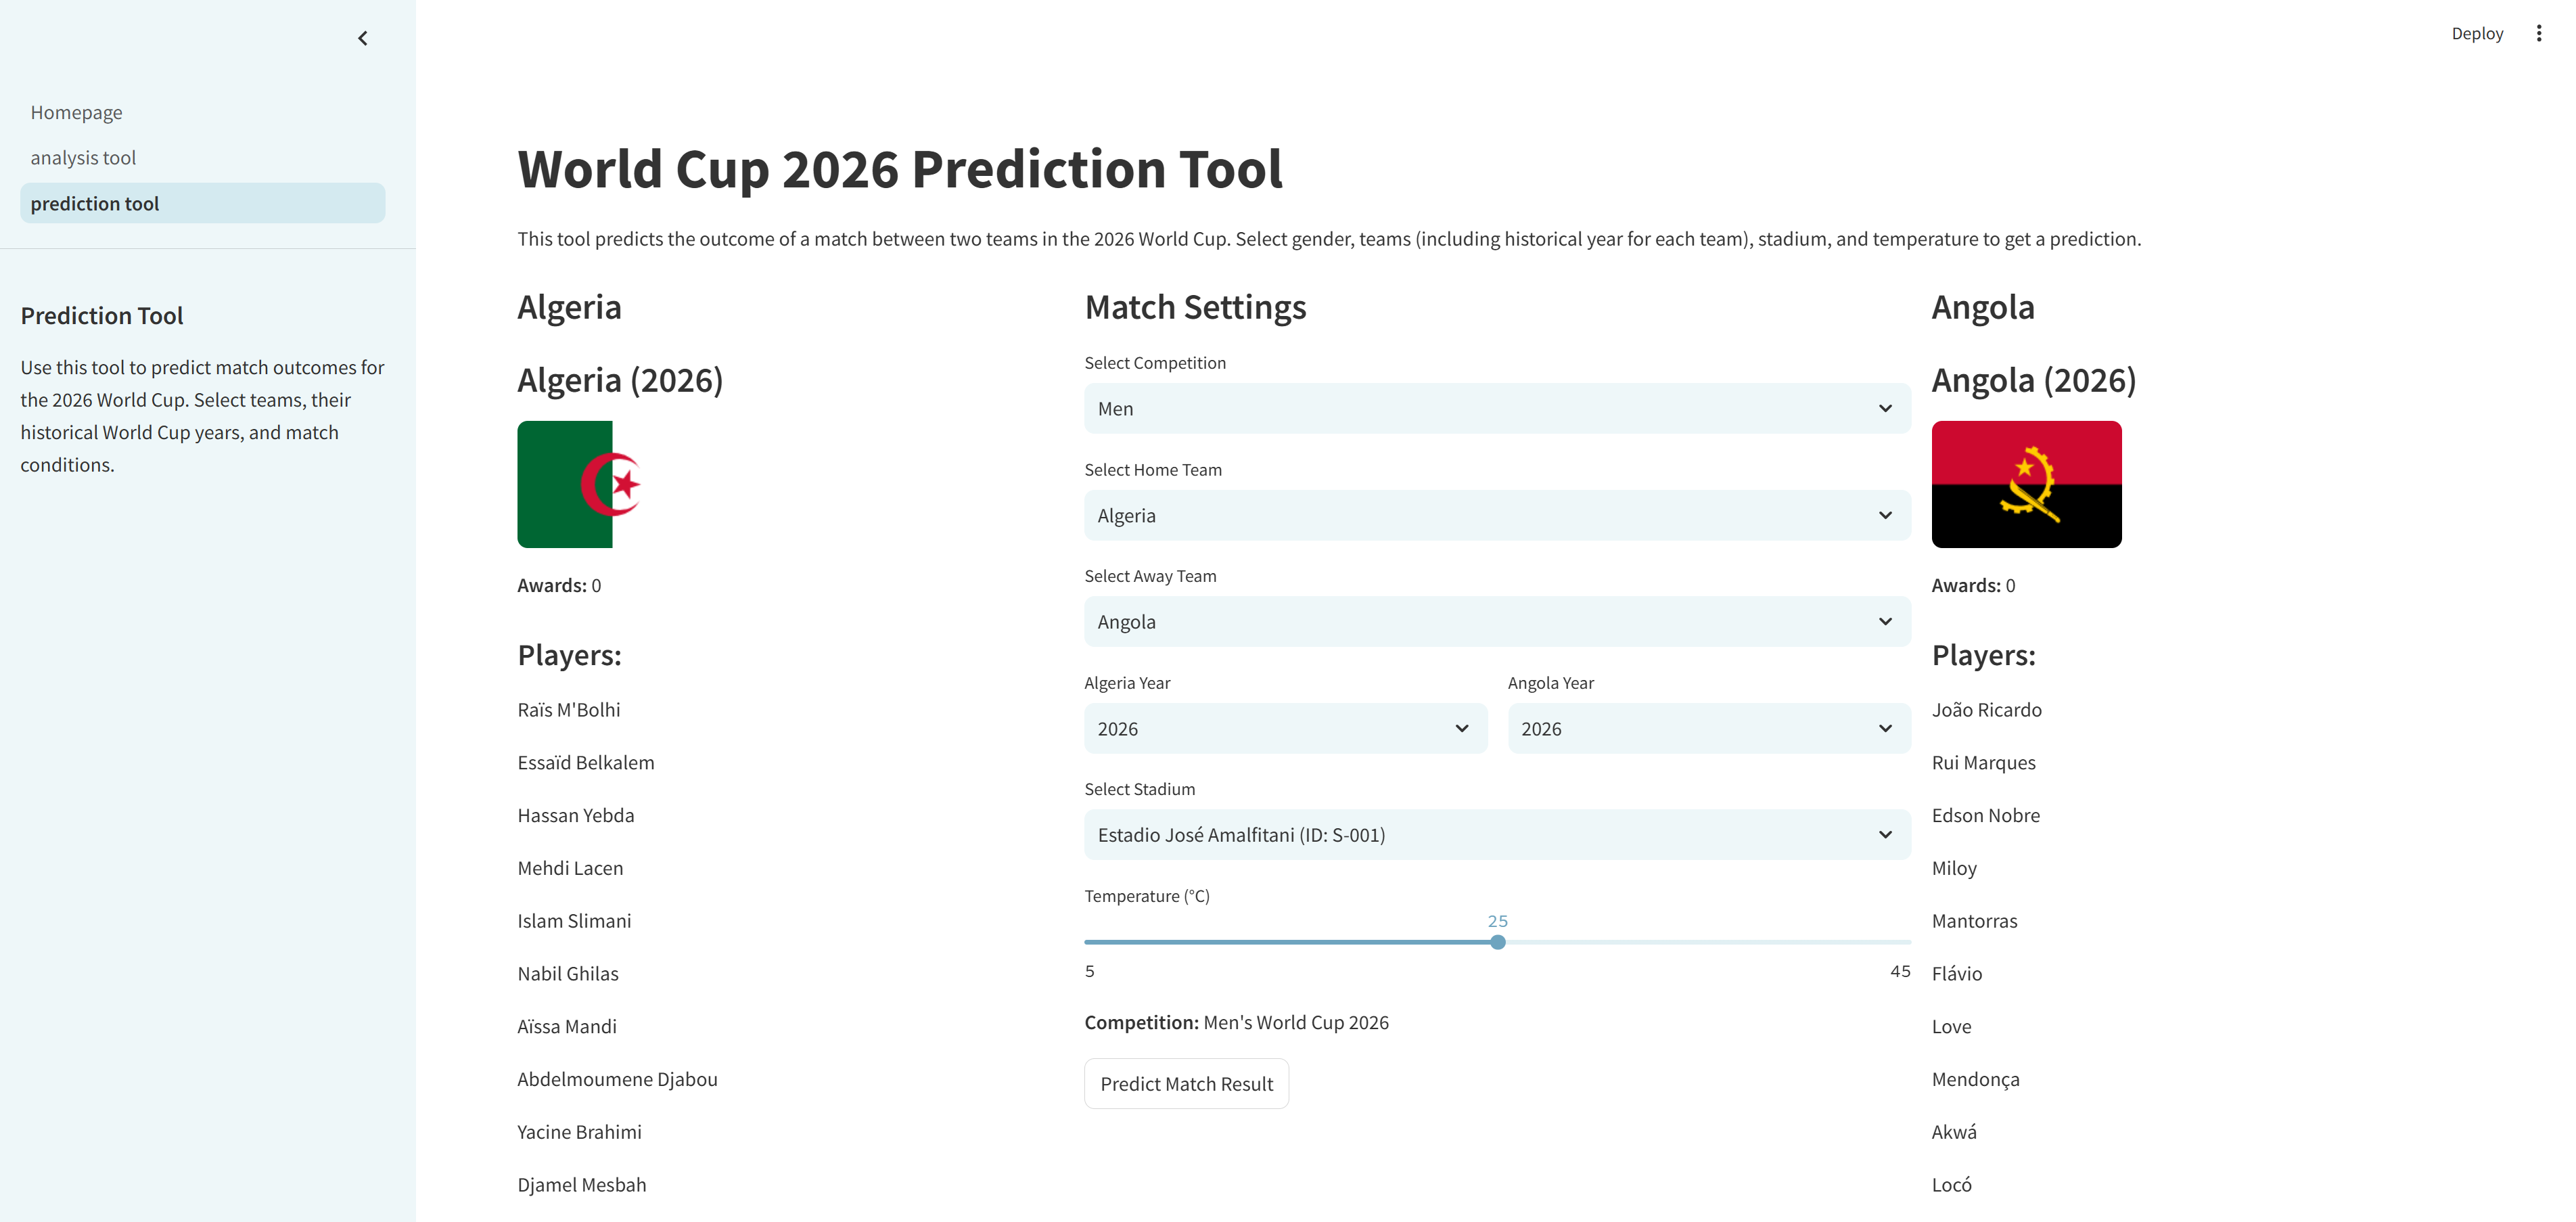 Deploy
Homepage
analysis tool
prediction tool
Prediction Tool
Use this tool to predict match outcomes for
the 2026 World Cup. Select teams, their
historical World Cup years, and match
conditions.
World Cup 2026 Prediction Tool
This tool predicts the outcome of a match between two teams in the 2026 World Cup. Select gender, teams (including historical year for each team), stadium, and temperature to get a prediction.
Algeria
Algeria (2026)
Awards: 0
Players:
Raïs M'Bolhi
Essaïd Belkalem
Hassan Yebda
Mehdi Lacen
Islam Slimani
Nabil Ghilas
Aïssa Mandi
Abdelmoumene Djabou
Yacine Brahimi
Djamel Mesbah
Match Settings
Select Competition
Men
Select Home Team
Algeria
Select Away Team
Angola
Algeria Year
Angola Year
2026
2026
Select Stadium
Estadio José Amalfitani (ID: S-001)
Temperature (°C)
25
5
45
Competition: Men's World Cup 2026
Predict Match Result
Angola
Angola (2026)
Awards: 0
Players:
João Ricardo
Rui Marques
Edson Nobre
Miloy
Mantorras
Flávio
Love
Mendonça
Akwá
Locó